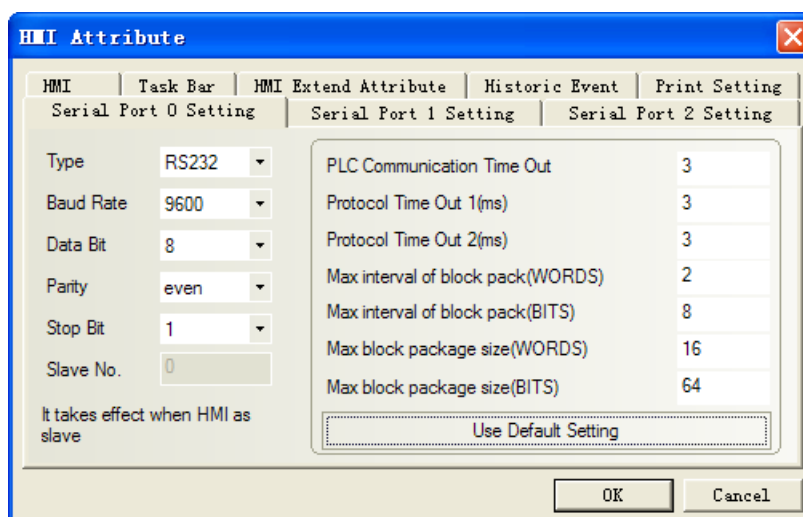 HMI Attribute
HMI Task Bar HMI Extend Attribute Historic Event Print Setting
Serial Port 0 Setting Serial Port 1 Setting Serial Port 2 Setting
Type RS232
Baud Rate 9600
Data Bit 8
Parity even
Stop Bit 1
Slave No. 0
It takes effect when HMI as
slave
PLC Communication Time Out 3
Protocol Time Out 1(ms) 3
Protocol Time Out 2(ms) 3
Max interval of block pack(WORDS) 2
Max interval of block pack(BITS) 8
Max block package size(WORDS) 16
Max block package size(BITS) 64
Use Default Setting
OK Cancel